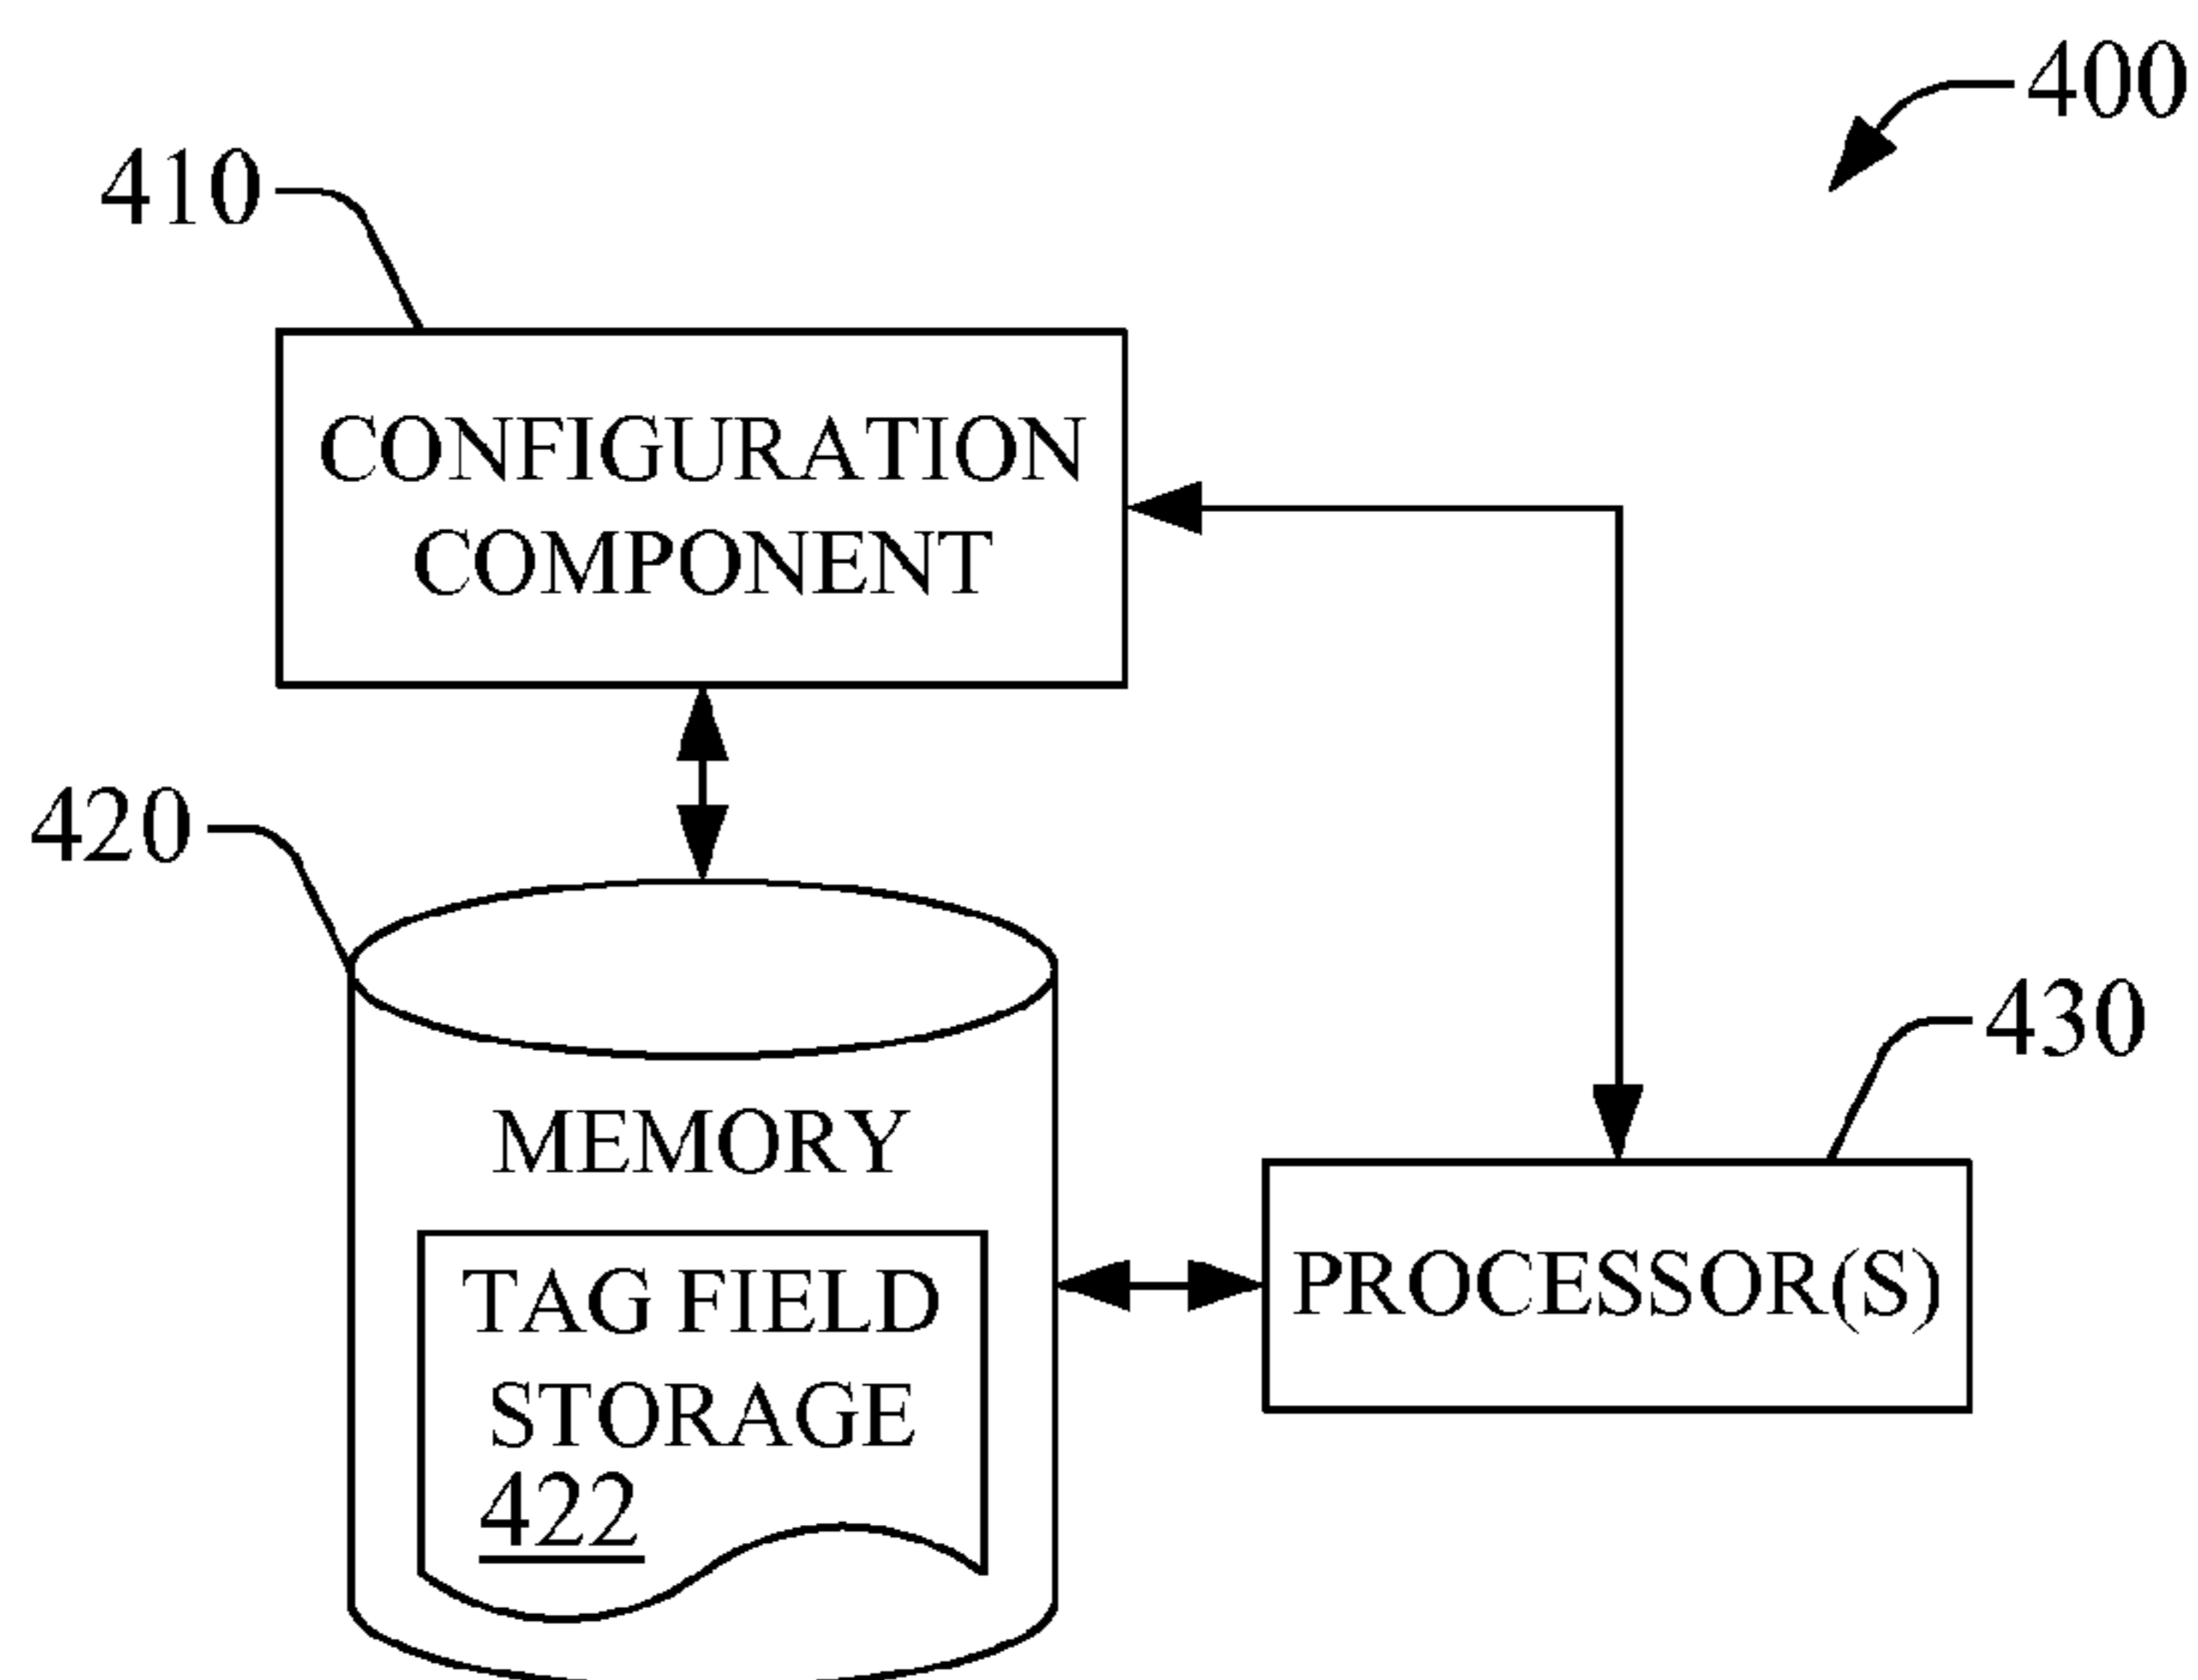 400
410
CONFIGURATION
COMPONENT
420
430
MEMORY
PROCESSOR(S)
TAG FIELD
STORAGE
422